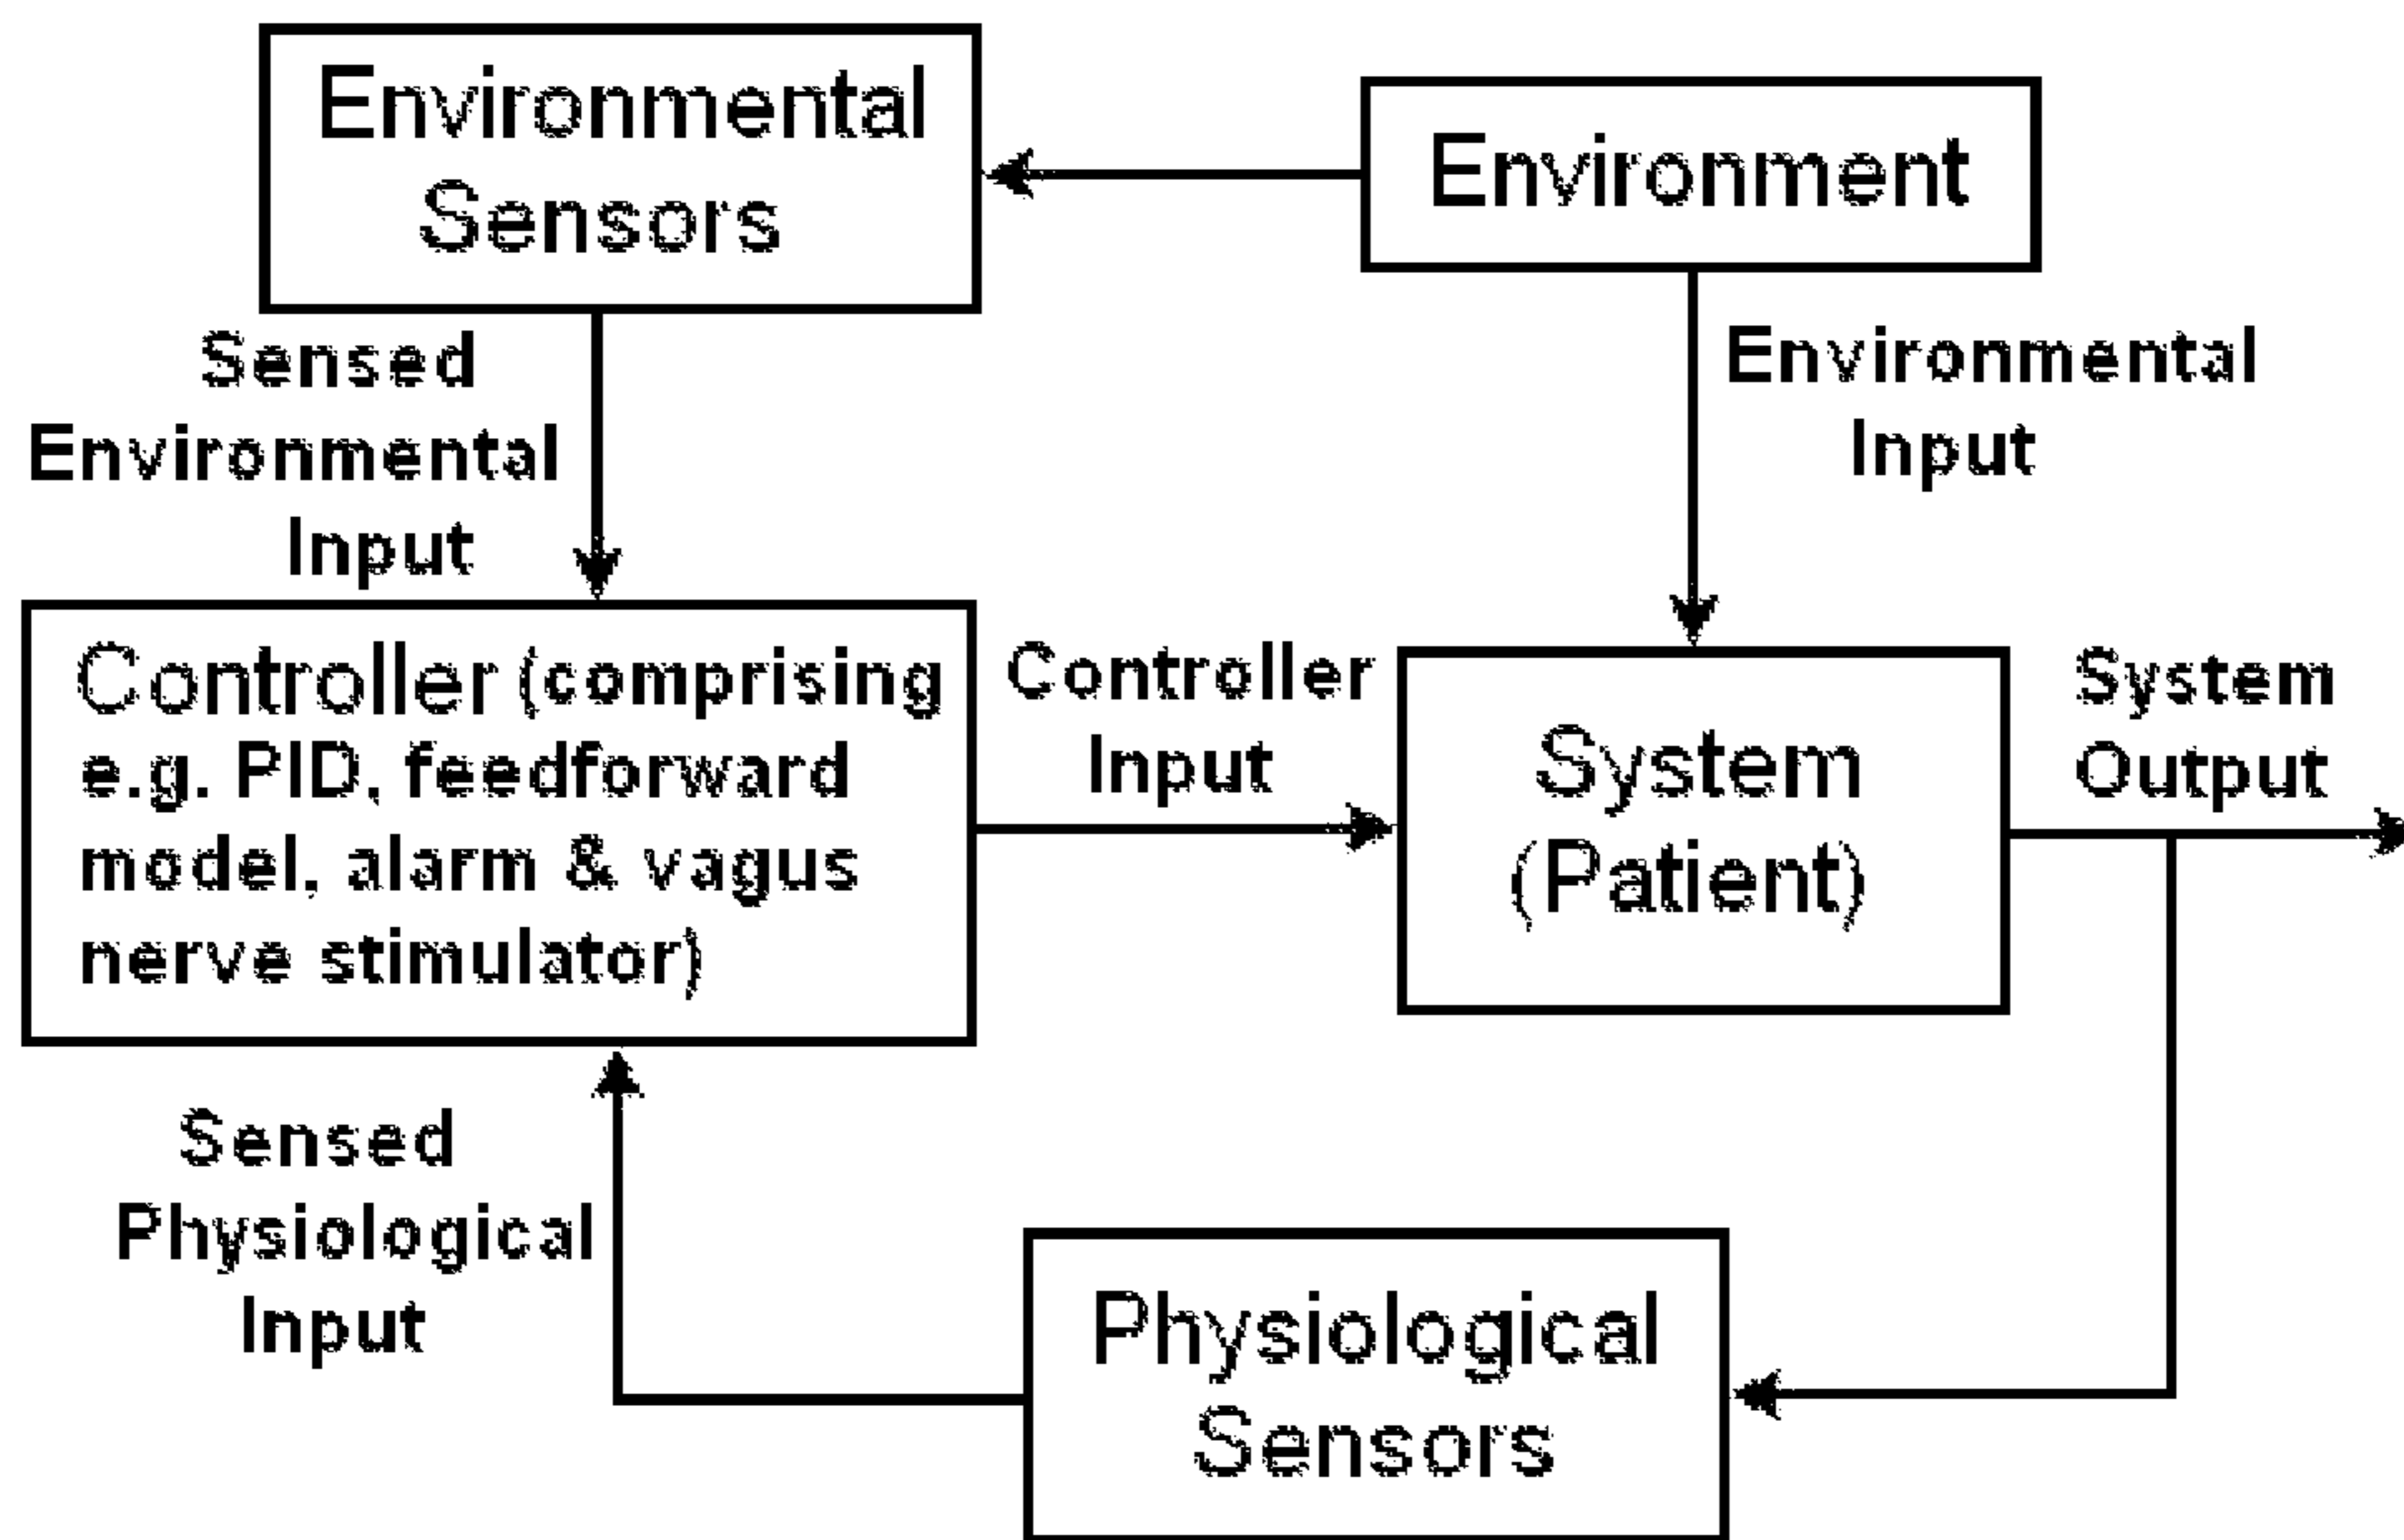 Environmental
Sensors
Environment
Sensed
Environmental
Input
Environmental
Input
Controller (comprising
e.g. PID, feedforward
model, alarm & vagus
nerve stimulator)
Controller
Input
System
(Patient)
System
Output
Sensed
Physiological
Input
Physiological
Sensors